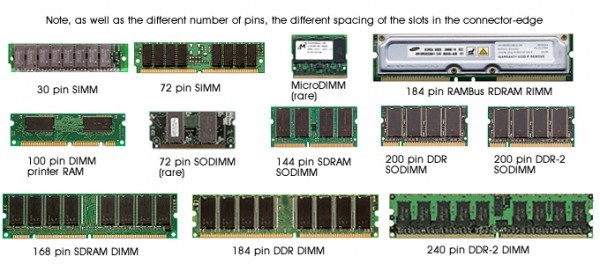 Note, as well as the different number of pins, the different spacing of the slots in the connector-edge
30 pin SIMM
72 pin SIMM
MicroDIMM
(rare)
184 pin RAMBus RDRAM RIMM
100 pin DIMM
printer RAM
72 pin SODIMM
(rare)
144 pin SDRAM
SODIMM
200 pin DDR
SODIMM
200 pin DDR-2
SODIMM
168 pin SDRAM DIMM
184 pin DDR DIMM
240 pin DDR-2 DIMM